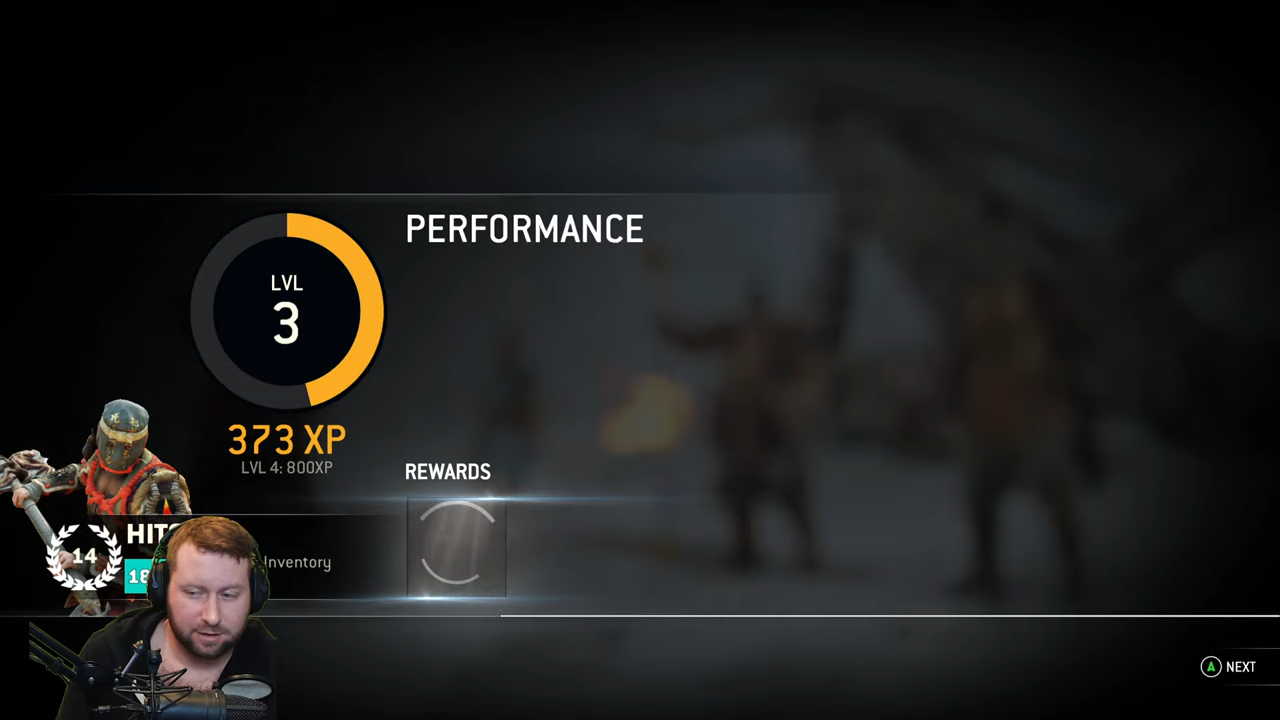 PERFORMANCE
LVL
3
373 XP
LVL 4: 800XP
REWARDS
14
Inventory
A NEXT